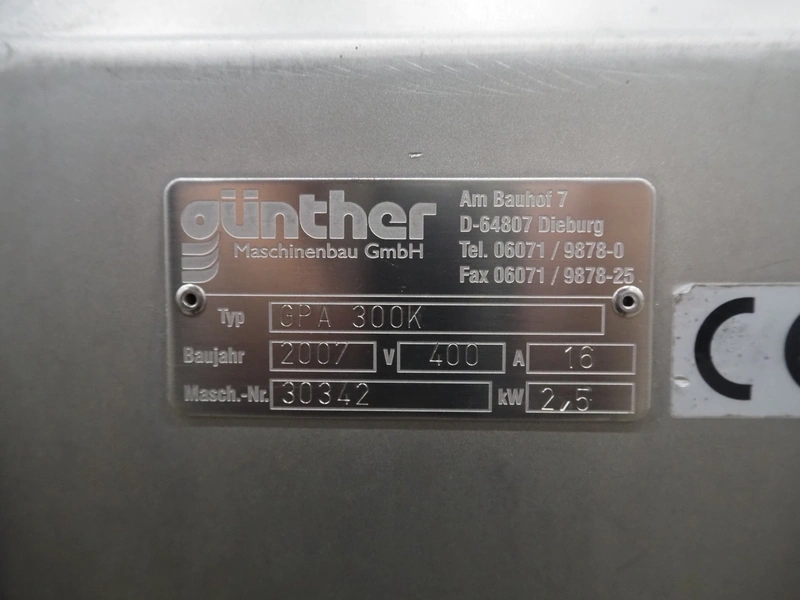 günther
Maschinenbau GmbH
Am Bauhof 7
D-64807 Dieburg
Tel. 06071 / 9878-0
Fax 06071 / 9878-25
Typ GPA 300K
Baujahr 2007 V 400 A 16
Masch.-Nr. 30342 kW 2,5
CE